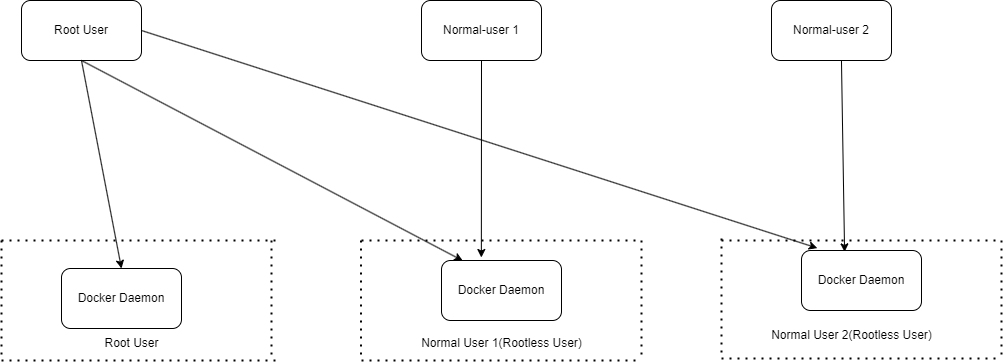 Root User
Normal-user 1
Normal-user 2
Docker Daemon
Root User
Docker Daemon
Normal User 1(Rootless User)
Docker Daemon
Normal User 2(Rootless User)